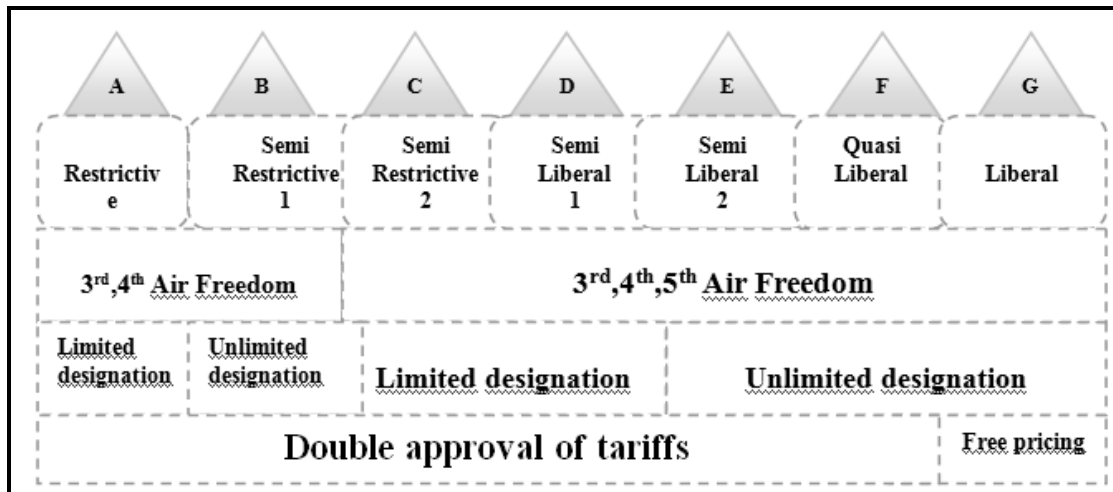 A B C D E F G
Restrictiv
e
Semi
Restrictive
1
Semi
Restrictive
2
Semi
Liberal
1
Semi
Liberal
2
Quasi
Liberal
Liberal
3rd,4th Air Freedom
3rd,4th,5th Air Freedom
Limited
designation
Unlimited
designation
Limited designation
Unlimited designation
Double approval of tariffs
Free pricing